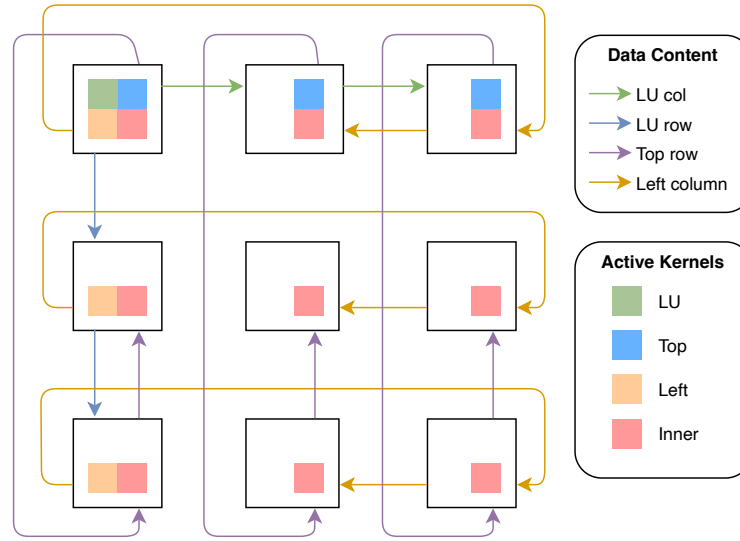 Data Content
LU col
LU row
Top row
Left column
Active Kernels
LU
Top
Left
Inner